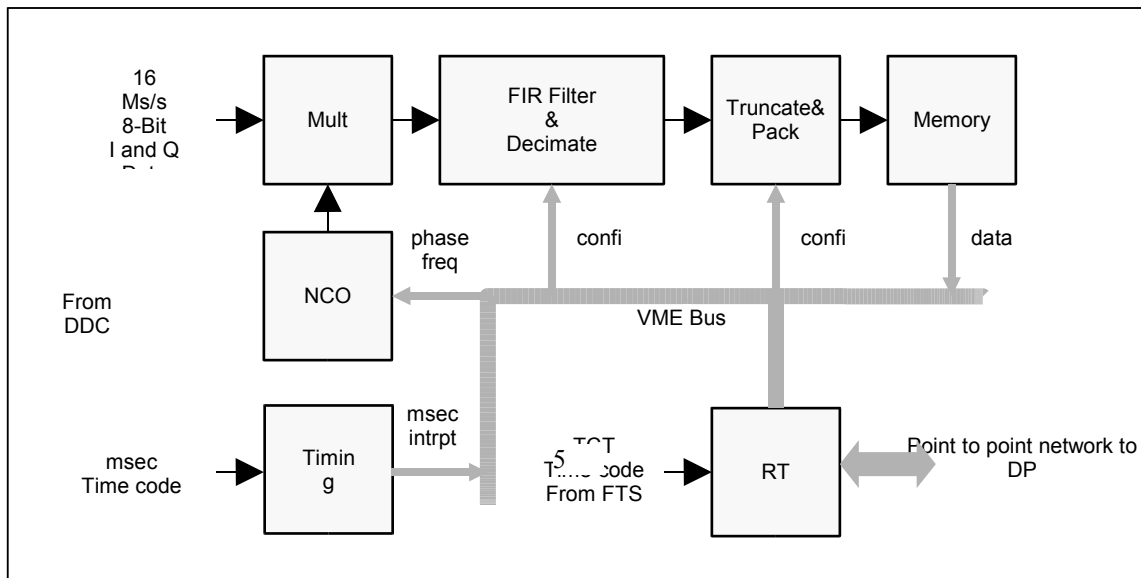 16
Ms/s
8-Bit
I and Q
Mult
FIR Filter
&
Decimate
Truncate&
Pack
Memory
phase
freq
confi
confi
data
From
DDC
NCO
VME Bus
msec
Time code
Timin
g
msec
intrpt
5
Time code
From FTS
RT
Point to point network to
DP